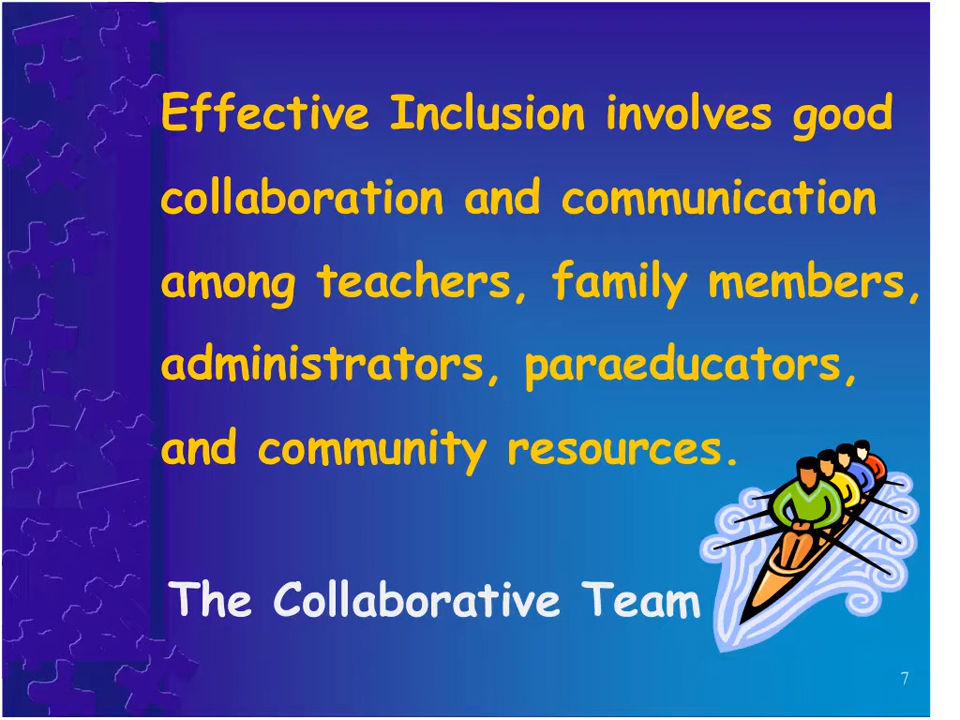 Effective Inclusion involves good
collaboration and communication
among teachers, family members,
administrators, paraeducators,
and community resources.
The Collaborative Team
7